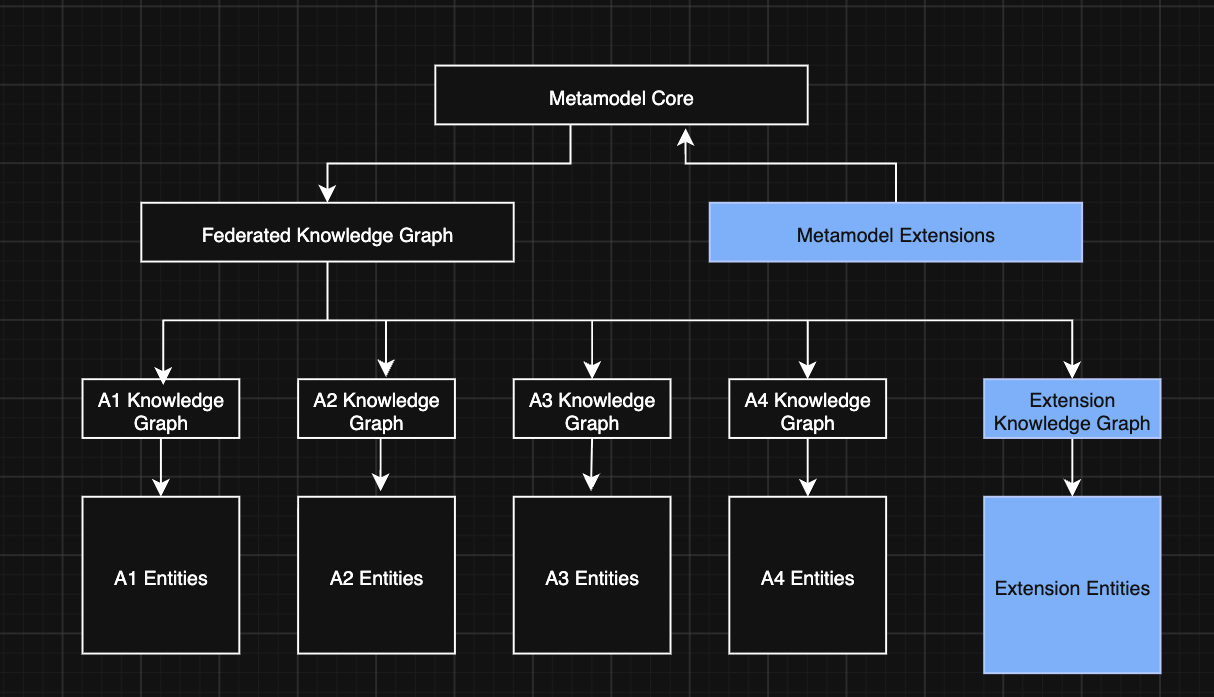 Metamodel Core
Federated Knowledge Graph
Metamodel Extensions
A1 Knowledge
Graph
A2 Knowledge
Graph
A3 Knowledge
Graph
A4 Knowledge
Graph
Extension
Knowledge Graph
A1 Entities
A2 Entities
A3 Entities
A4 Entities
Extension Entities